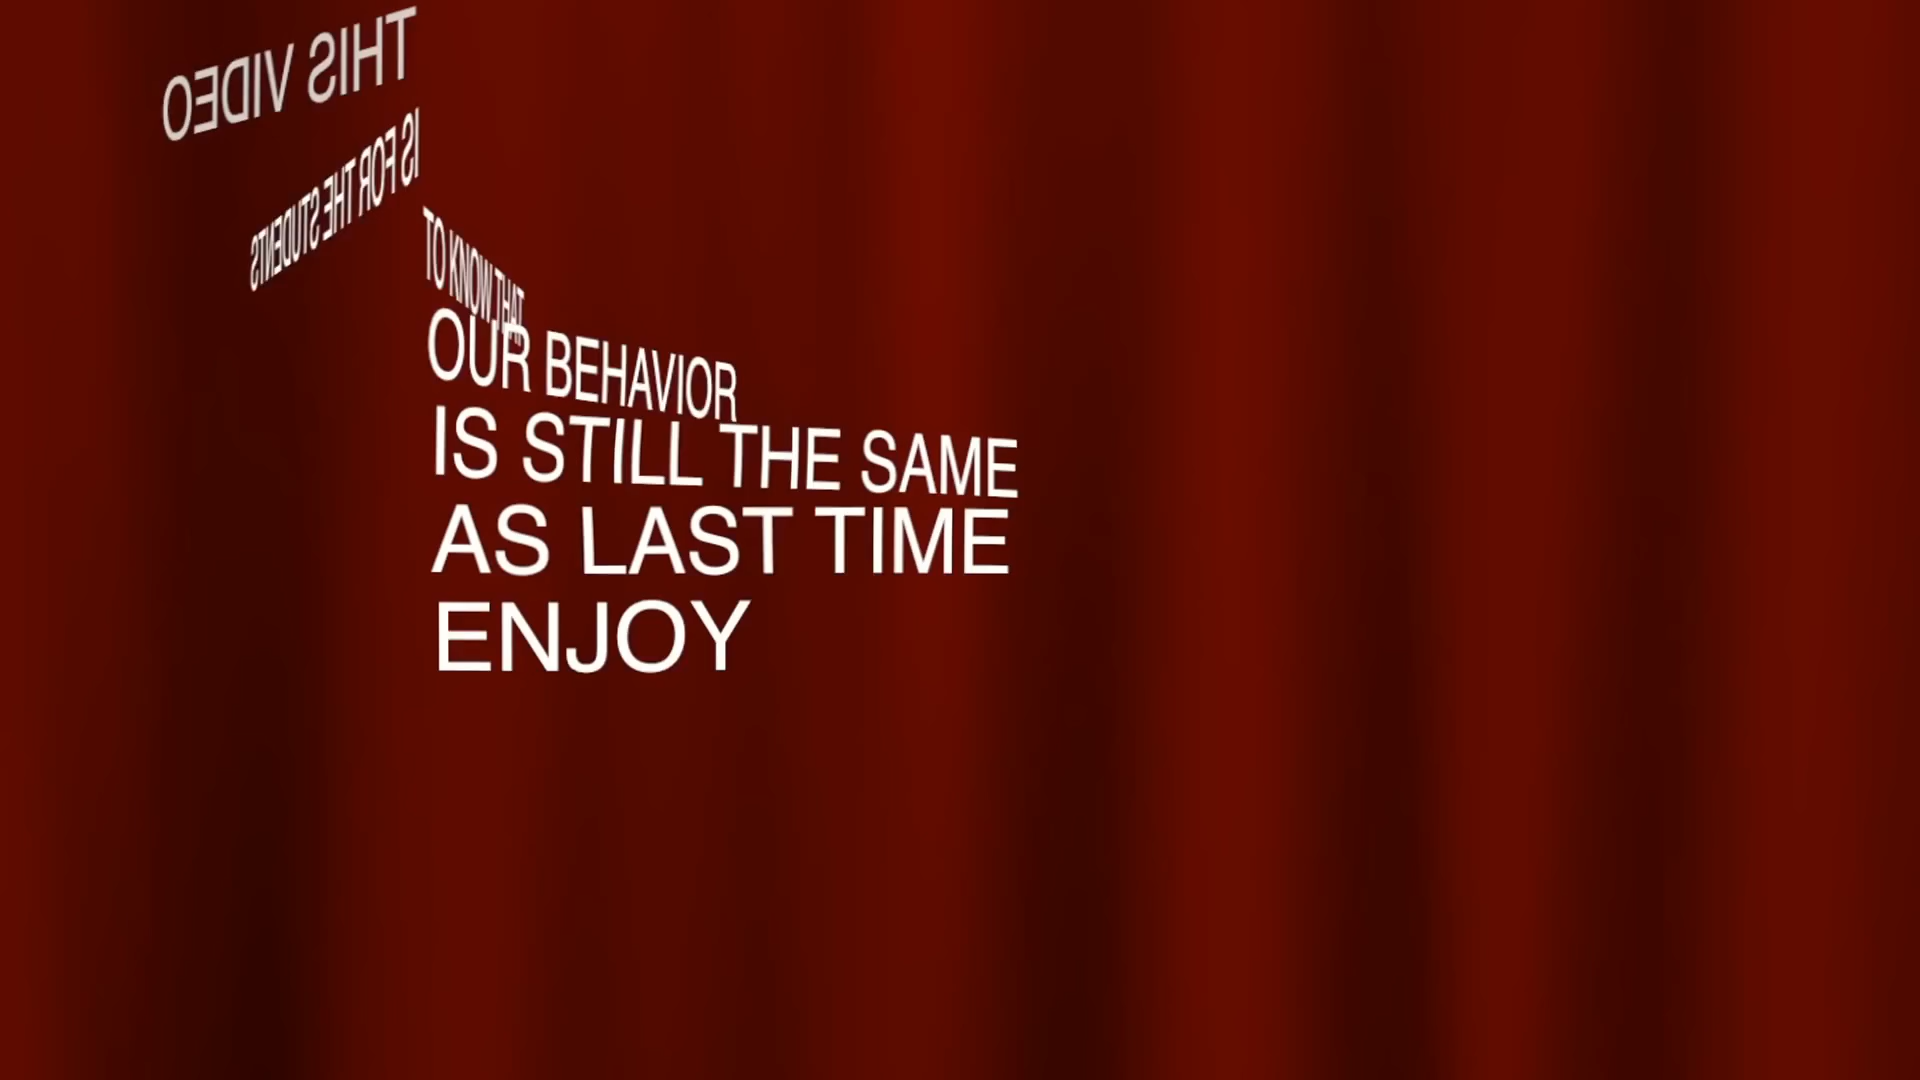 THIS VIDEO
IS FOR THE STUDENTS
TO KNOW THAT
OUR BEHAVIOR
IS STILL THE SAME
AS LAST TIME
ENJOY